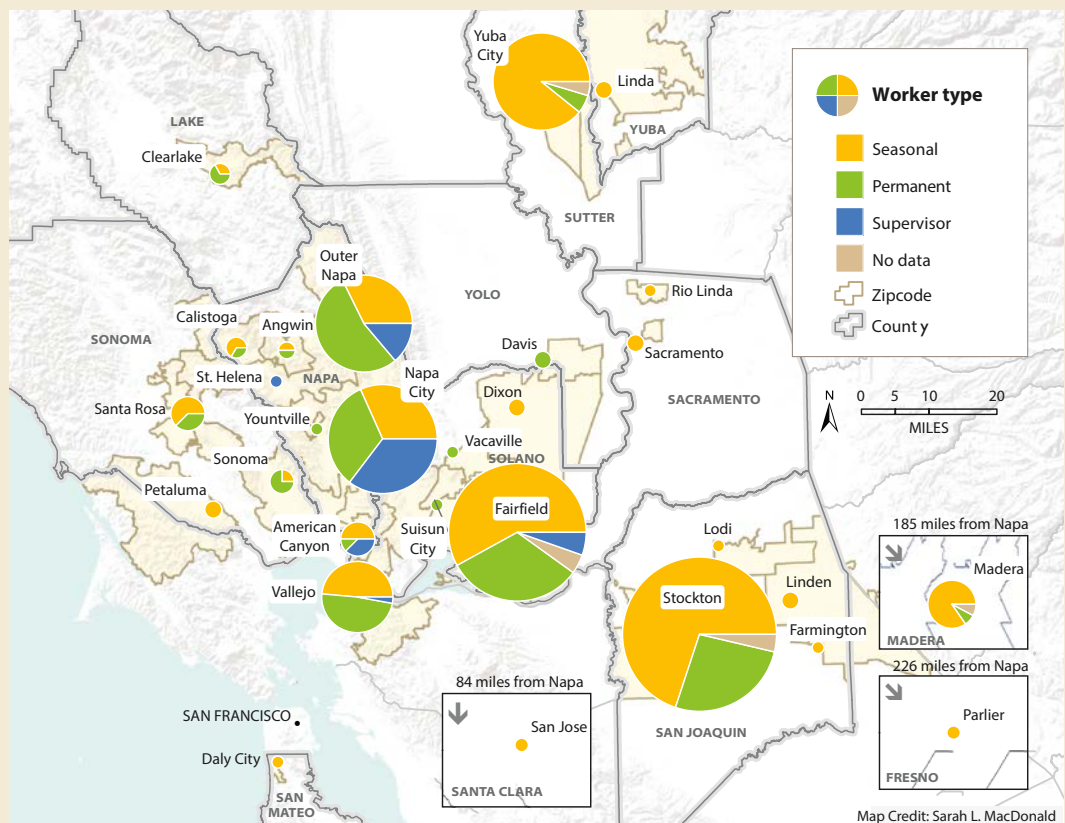 Yuba
City
Linda
LAKE
YUBA
Clearlake
SUTTER
Worker type
Seasonal
Permanent
Supervisor
No data
Zipcode
County
Outer
Napa
YOLO
Rio Linda
Calistoga
Angwin
SONOMA
Davis
Sacramento
St. Helena
NAPA
Napa
City
Dixon
SACRAMENTO
N
0 5 10 20
MILES
Santa Rosa
Yountville
Vacaville
SOLANO
Sonoma
Petaluma
Fairfield
American
Canyon
Suisun
City
Lodi
185 miles from Napa
Madera
MADERA
Vallejo
Stockton
Linden
Farmington
226 miles from Napa
84 miles from Napa
SAN FRANCISCO
San Jose
Parlier
SAN JOAQUIN
Daly City
SANTA CLARA
FRESNO
SAN
MATEO
Map Credit: Sarah L. MacDonald